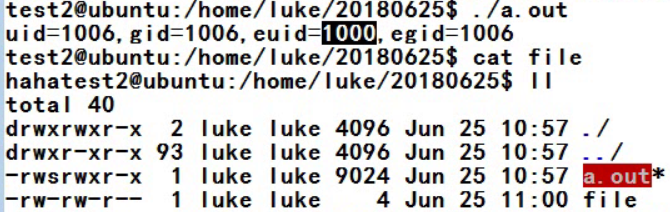 test2@ubuntu:/home/luke/20180625$ ./a.out
uid=1006,gid=1006,euid=1000,egid=1006
test2@ubuntu:/home/luke/20180625$ cat file
hahatest2@ubuntu:/home/luke/20180625$ ll
total 40
drwxrwxr-x  2 luke luke 4096 Jun 25 10:57 ./
drwxr-xr-x 93 luke luke 4096 Jun 25 10:57 ../
-rwsrwxr-x  1 luke luke 9024 Jun 25 10:57 a.out*
-rw-rw-r--  1 luke luke    4 Jun 25 11:00 file